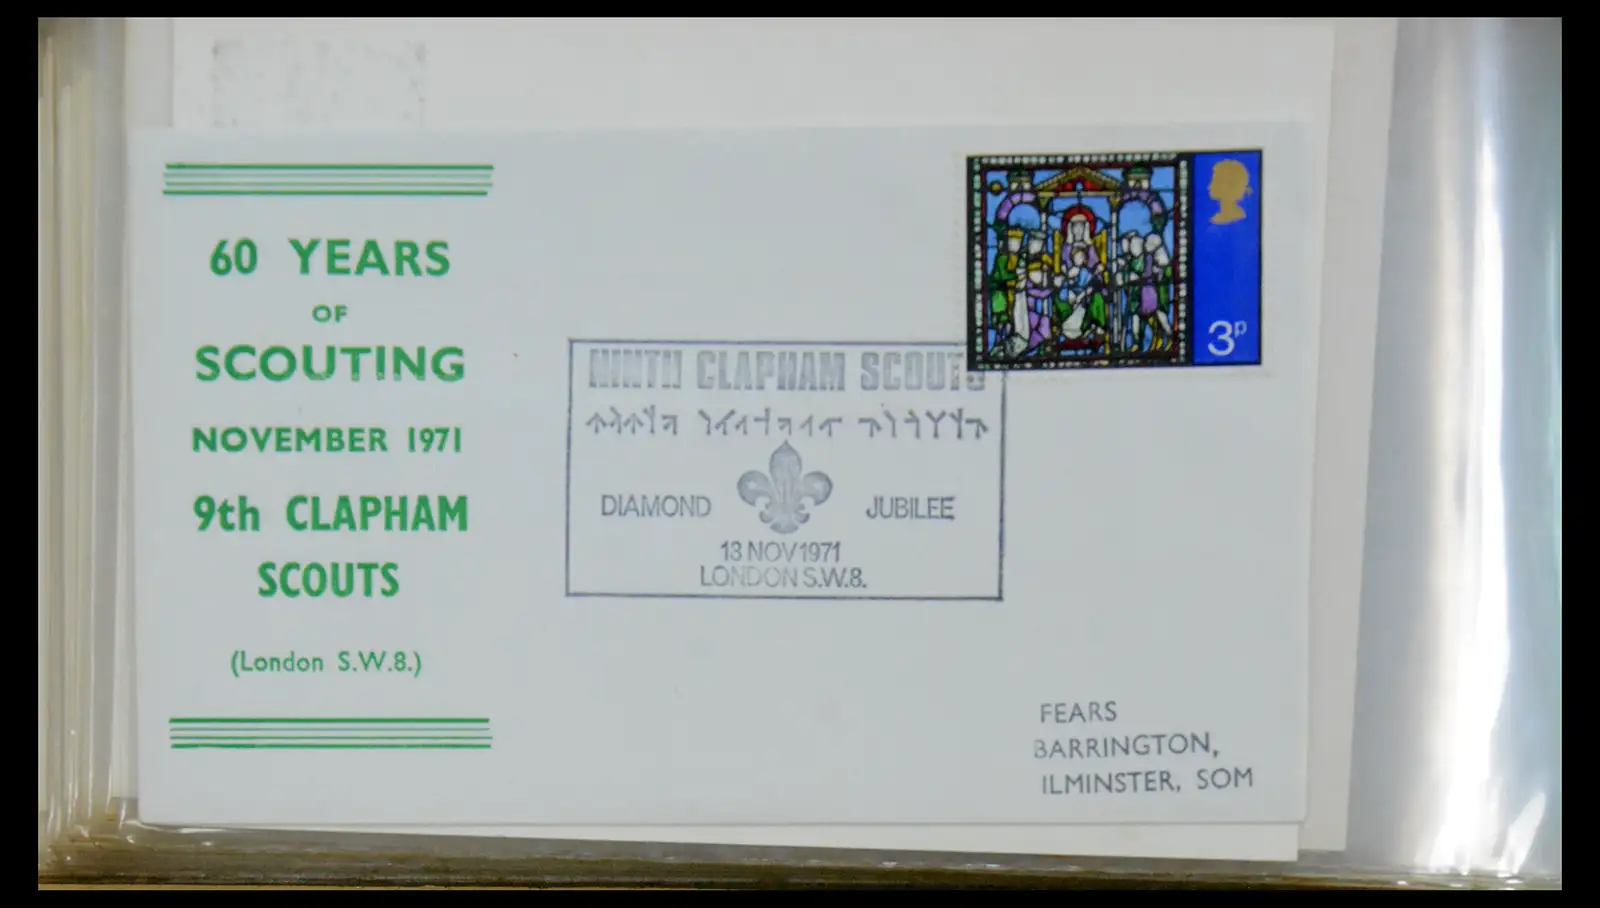 60 YEARS
OF
SCOUTING
NOVEMBER 1971
9th CLAPHAM
SCOUTS
(London S.W.8.)
3p
NINTH CLAPHAM SCOUTS
DIAMOND JUBILEE
13 NOV 1971
LONDON S.W.8.
FEARS
BARRINGTON,
ILMINSTER, SOM